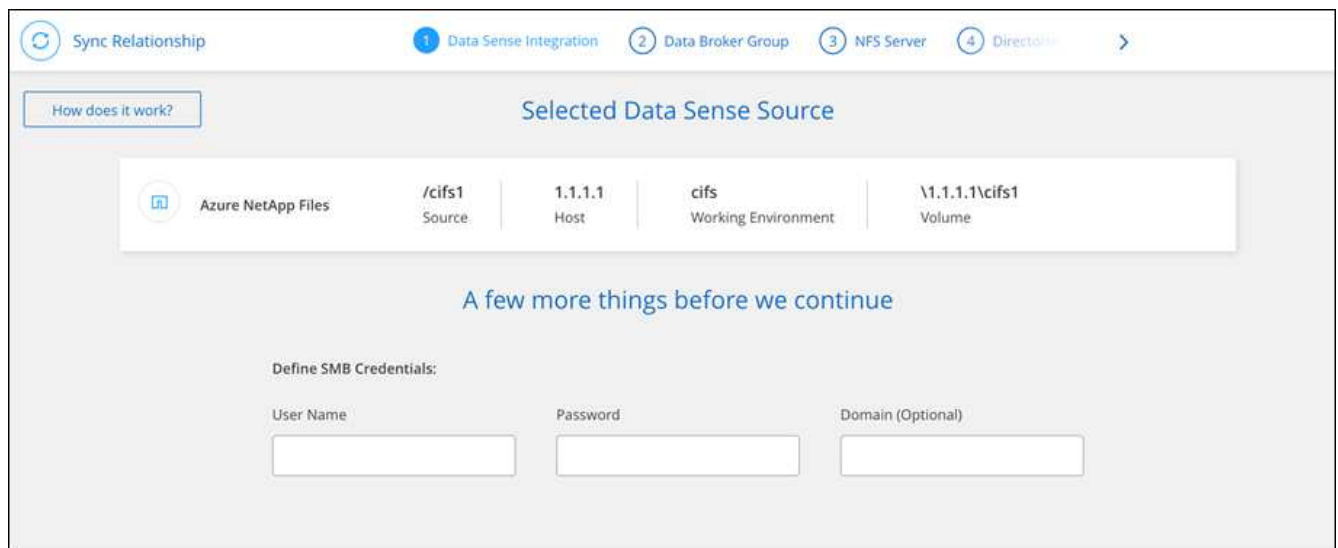 Sync Relationship
1 Data Sense Integration 2 Data Broker Group 3 NFS Server 4
How does it work?
Selected Data Sense Source
Azure NetApp Files
/cifs1 1.1.1.1 cifs \1.1.1.1\cifs1
Source Host Working Environment Volume
A few more things before we continue
Define SMB Credentials:
User Name Password Domain (Optional)